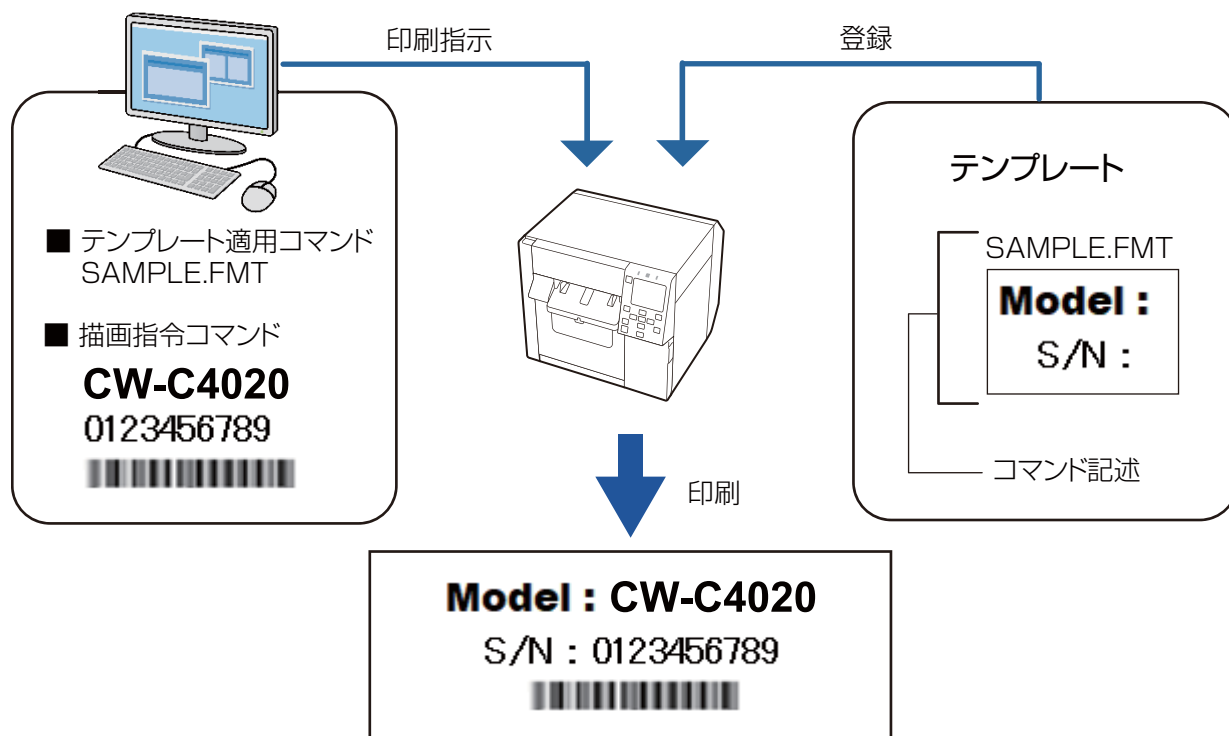 印刷指示
登録
■ テンプレート適用コマンド
SAMPLE.FMT
■ 描画指令コマンド
CW-C4020
0123456789
テンプレート
SAMPLE.FMT
Model :
S/N :
コマンド記述
印刷
Model : CW-C4020
S/N : 0123456789